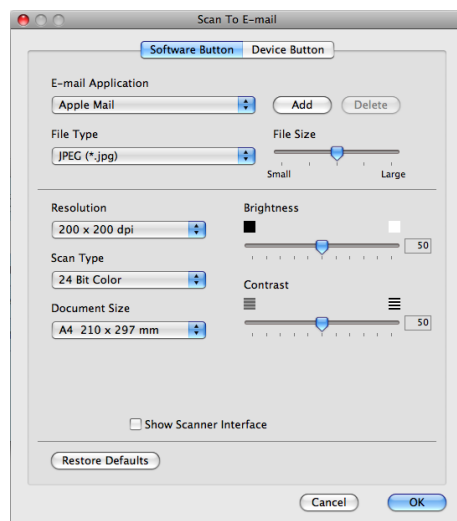 Scan To E-mail
Software Button Device Button
E-mail Application
Apple Mail Add Delete
File Type File Size
JPEG (*.jpg)
Small Large
Resolution Brightness
200 x 200 dpi
50
Scan Type
24 Bit Color
Contrast
Document Size
A4 210 x 297 mm 50
Show Scanner Interface
Restore Defaults
Cancel OK